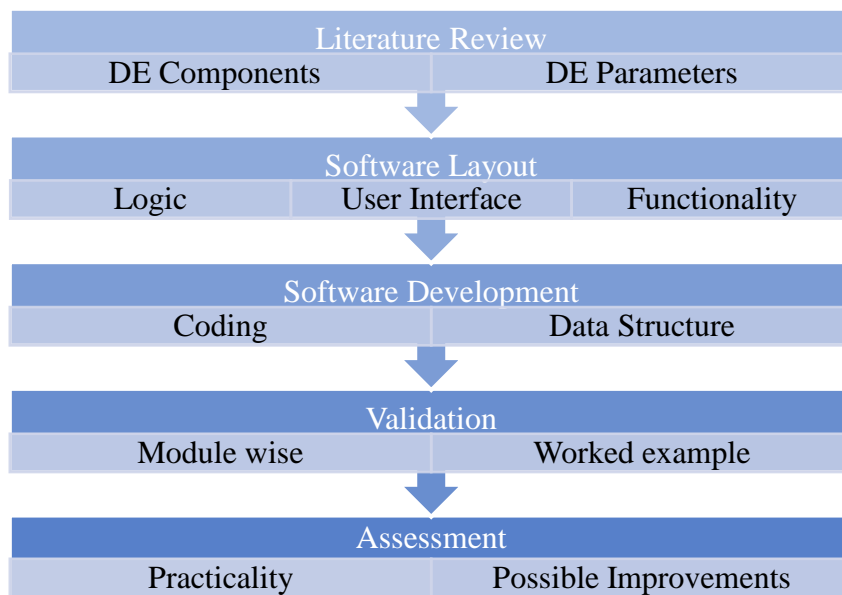 Literature Review
DE Components DE Parameters
Software Layout
Logic User Interface Functionality
Software Development
Coding Data Structure
Validation
Module wise Worked example
Assessment
Practicality Possible Improvements